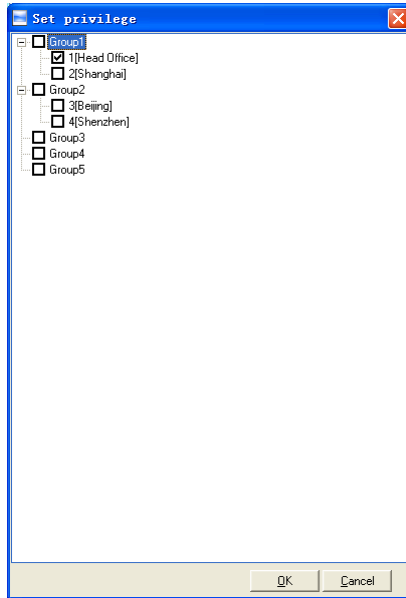 Set privilege
Group1
1[Head Office]
2[Shanghai]
Group2
3[Beijing]
4[Shenzhen]
Group3
Group4
Group5
OK
Cancel